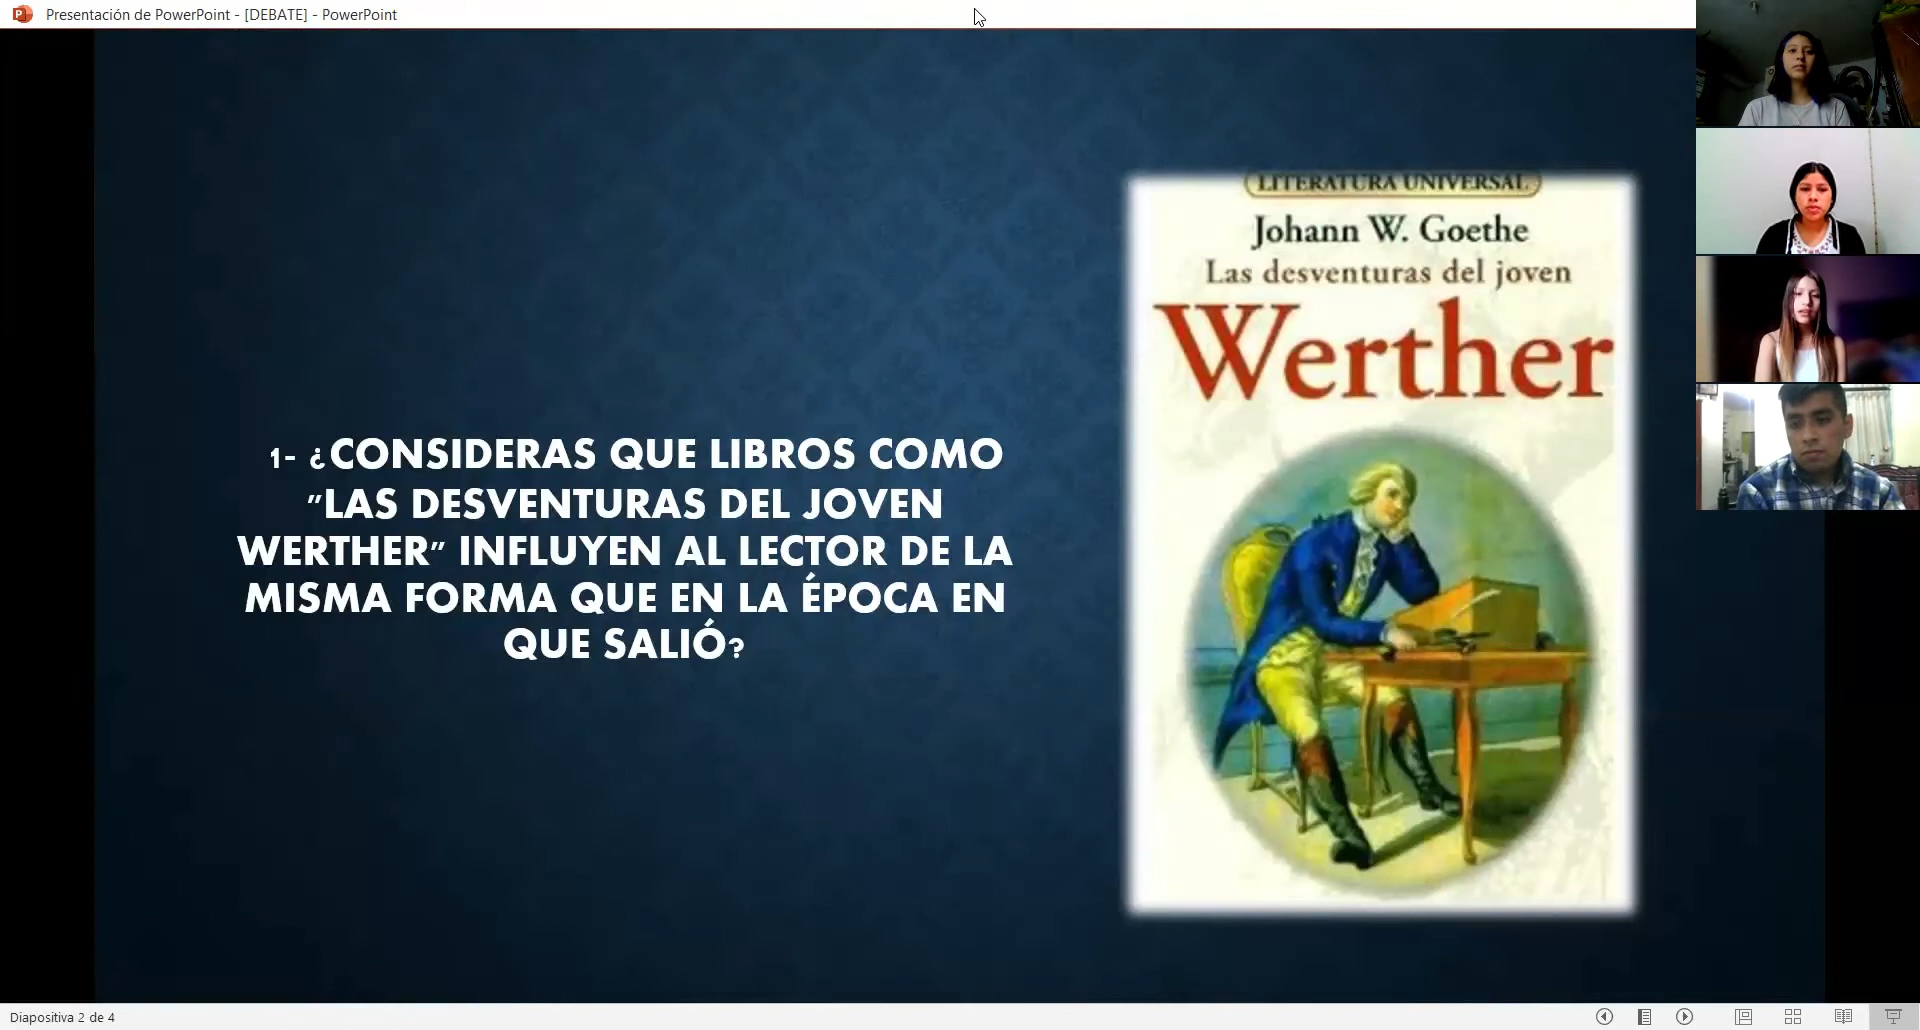 Presentación de PowerPoint - [DEBATE] - PowerPoint
1- ¿CONSIDERAS QUE LIBROS COMO
"LAS DESVENTURAS DEL JOVEN
WERTHER" INFLUYEN AL LECTOR DE LA
MISMA FORMA QUE EN LA ÉPOCA EN
QUE SALIÓ?
LITERATURA UNIVERSAL
Johann W. Goethe
Las desventuras del joven
Werther
Diapositiva 2 de 4